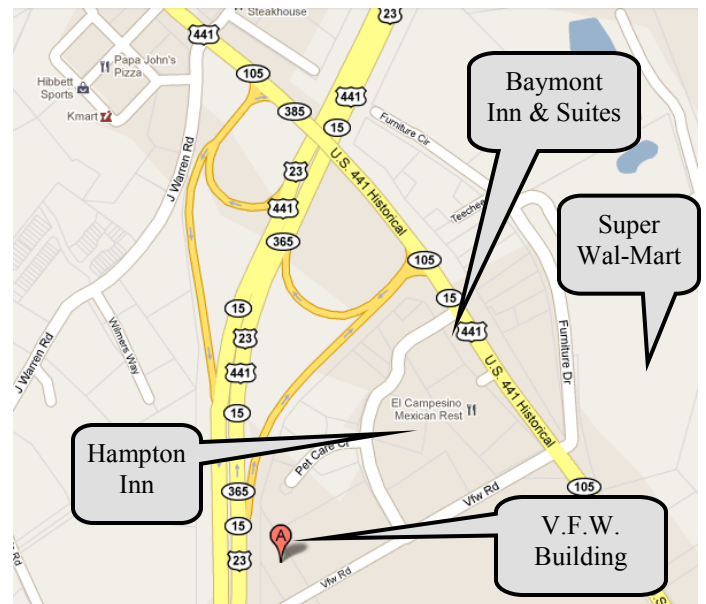 Steakhouse
23
441
Papa John's
Pizza
105
Hibbett
Sports
Kmart
385
441
15
Furniture Cir
Baymont
Inn & Suites
J Warren Rd
23
U.S. 441 Historical
441
365
Teechee
Super
Wal-Mart
105
15
15
23
441
441
Furniture Dr
Wilmers Way
J Warren Rd
U.S. 441 Historical
15
El Campesino
Mexican Rest
Hampton
Inn
Pet Care Cir
365
Vfw Rd
105
15
A
V.F.W.
Building
23
Vfw Rd
S